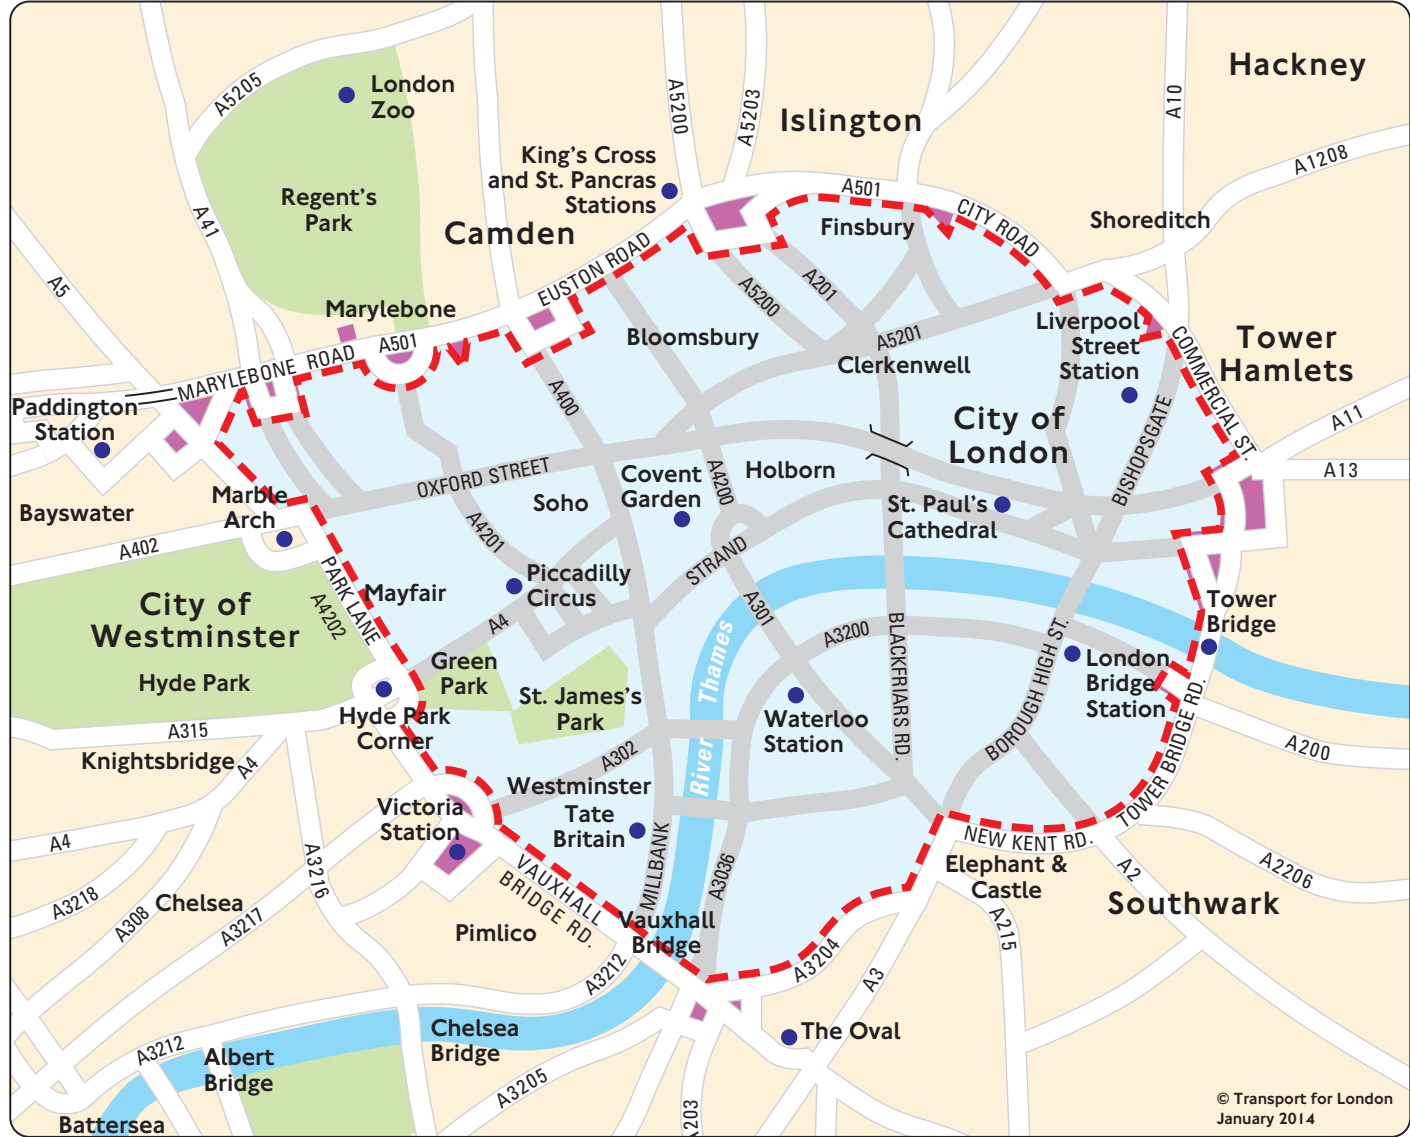 Hackney
A5205
London
Zoo
A5200
A5203
Islington
A10
A1208
King's Cross
and St. Pancras
Stations
A501
CITY ROAD
Shoreditch
Regent's
Park
A41
Camden
Finsbury
EUSTON ROAD
A5
A201
A5200
Marylebone
A501
MARYLEBONE ROAD
Bloomsbury
A5201
Clerkenwell
Liverpool
Street
Station
COMMERCIAL ST.
Tower
Hamlets
Paddington
Station
A400
City of
London
BISHOPSGATE
A11
A13
OXFORD STREET
Covent
Garden
A4200
Holborn
Marble
Arch
Soho
Bayswater
St. Paul's
Cathedral
A402
A4201
STRAND
PARK LANE
A4202
Mayfair
Piccadilly
Circus
City of
Westminster
A4
A301
A3200
BLACKFRIARS RD.
Tower
Bridge
Hyde Park
Green
Park
St. James's
Park
River Thames
BOROUGH HIGH ST.
London
Bridge
Station
Hyde Park
Corner
Waterloo
Station
A315
Knightsbridge
A4
A302
TOWER BRIDGE RD.
A200
Westminster
Tate
Britain
Victoria
Station
A4
NEW KENT RD.
Elephant &
Castle
A2
A2206
A3216
VAUXHALL
BRIDGE RD.
MILLBANK
A3036
A3218
A308
Chelsea
A3217
Pimlico
Vauxhall
Bridge
Southwark
A215
A3212
A3204
A3
Chelsea
Bridge
The Oval
A3212
Albert
Bridge
A3205
A203
Battersea
© Transport for London
January 2014